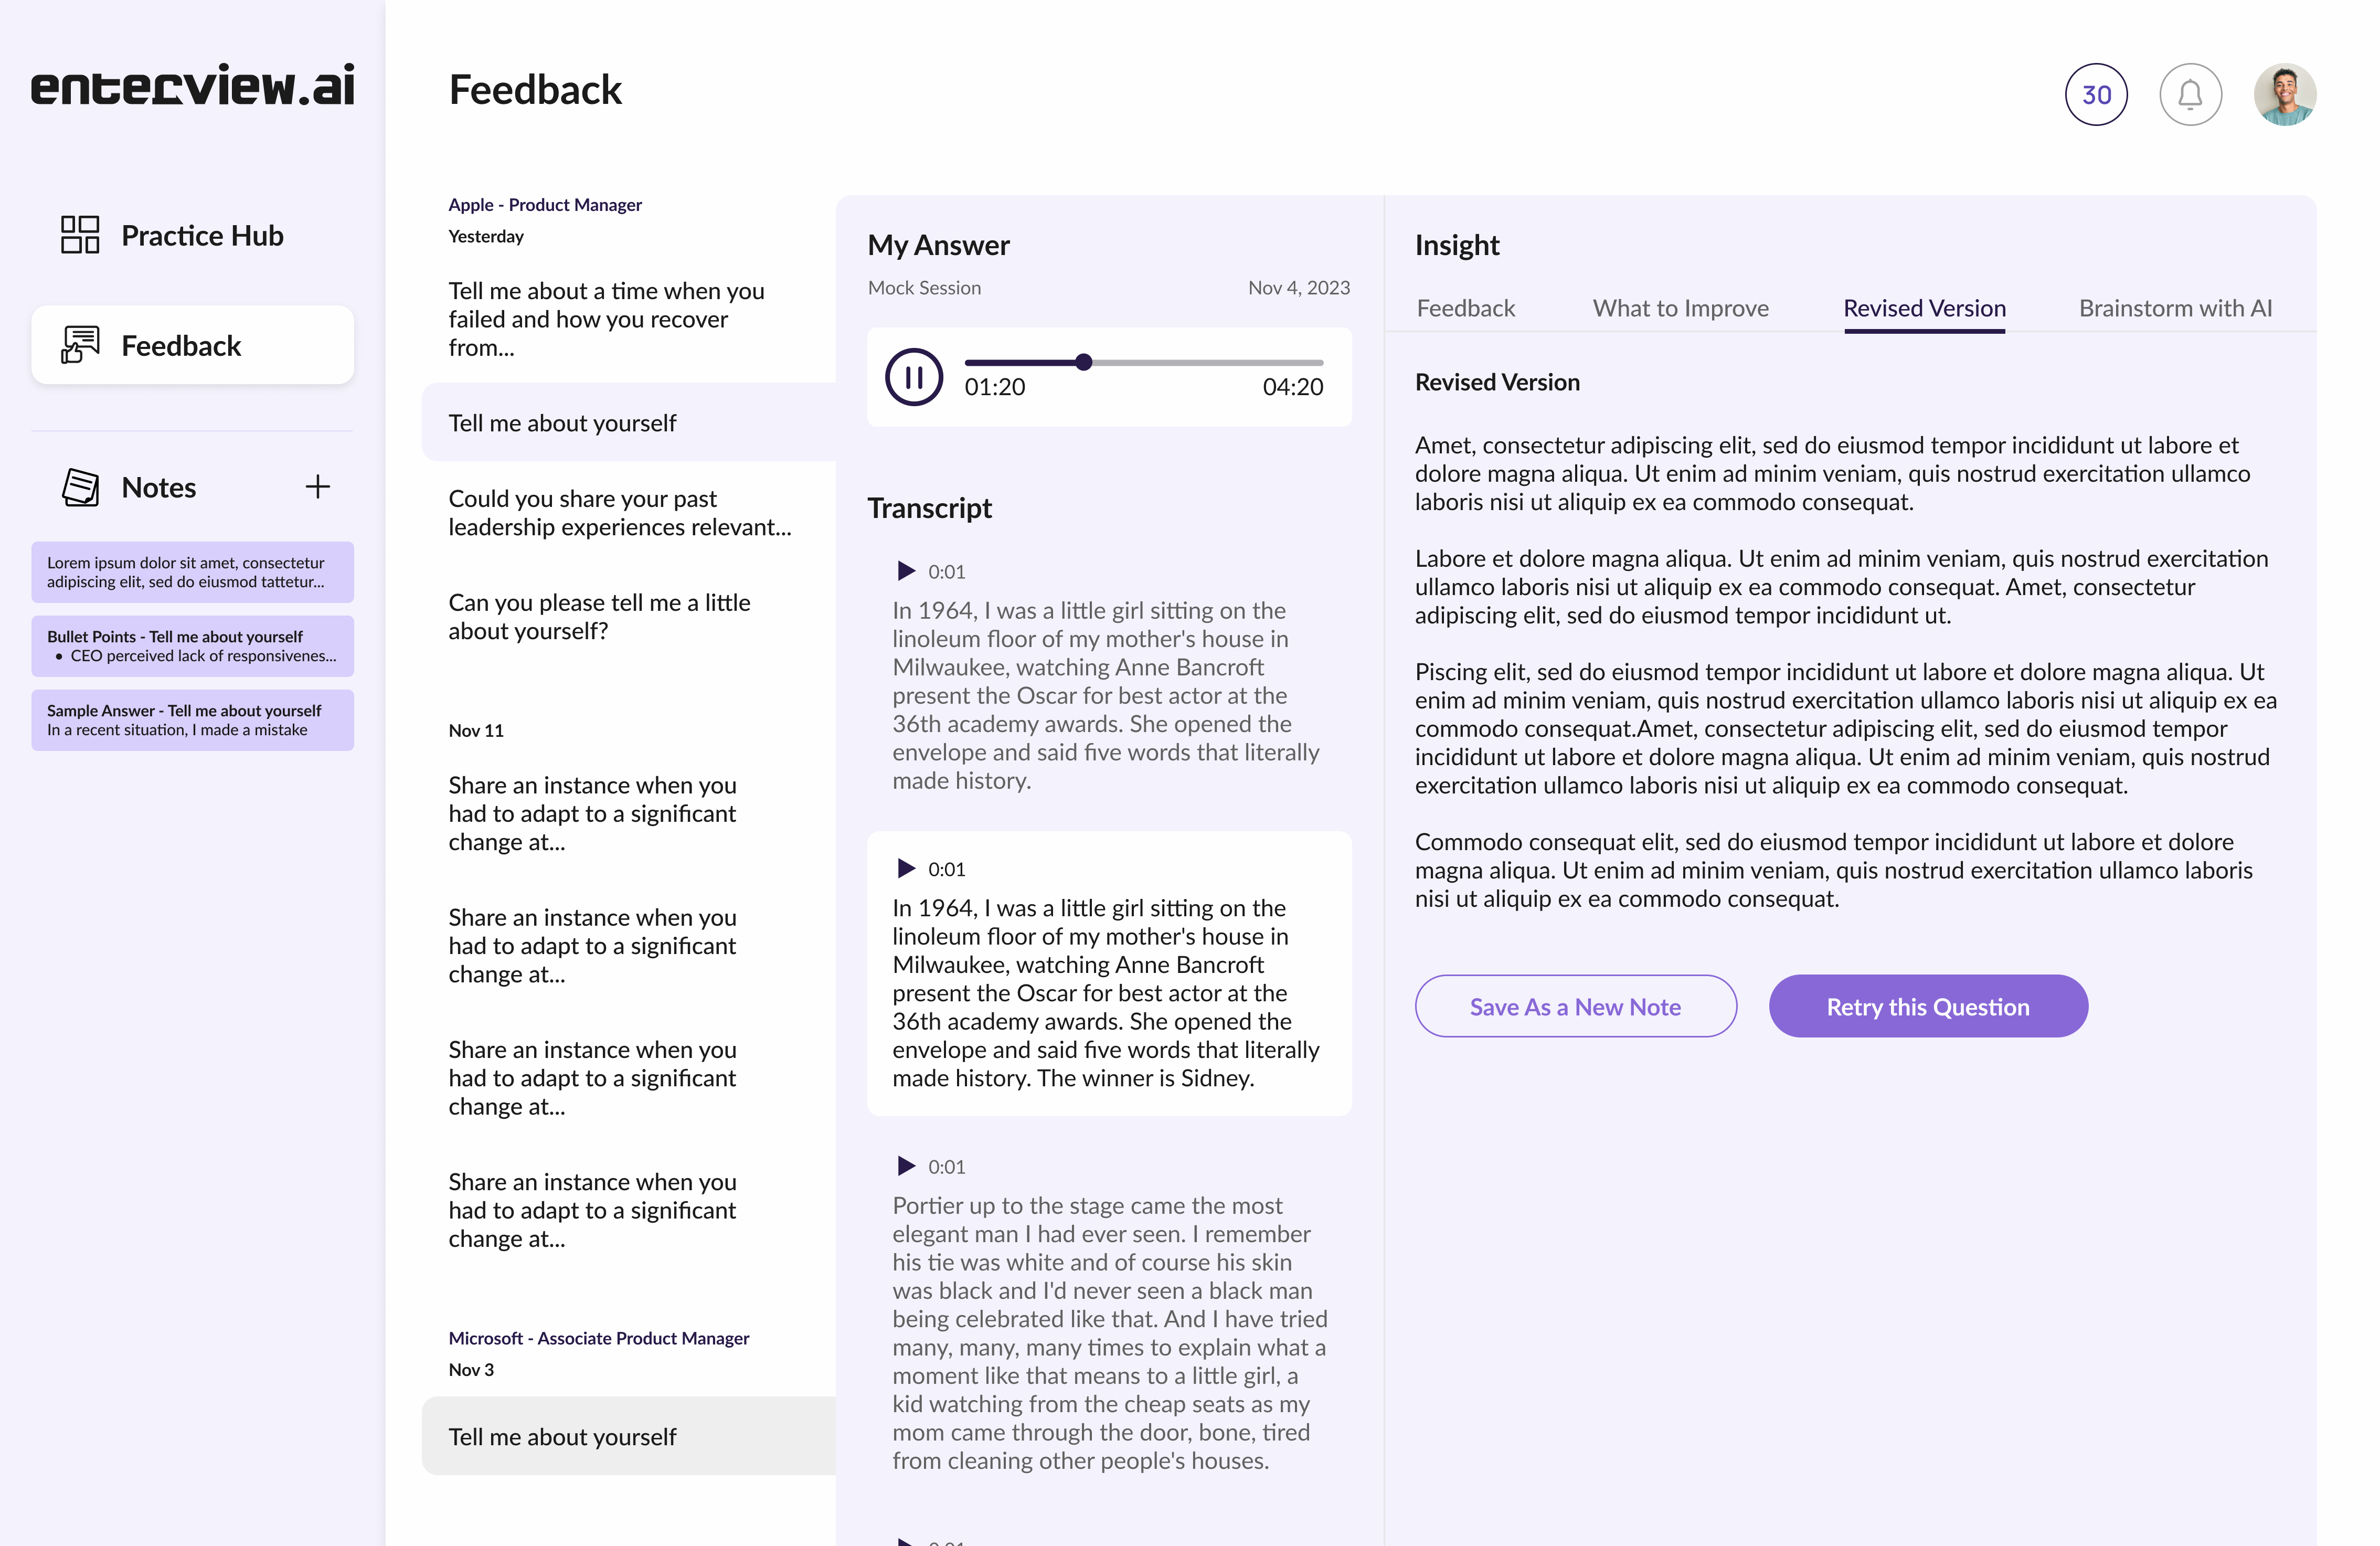 enterview.ai
Practice Hub
Feedback
Notes
Lorem ipsum dolor sit amet, consectetur
adipiscing elit, sed do eiusmod tattetur...
Bullet Points - Tell me about yourself
• CEO perceived lack of responsivenes...
Sample Answer - Tell me about yourself
In a recent situation, I made a mistake
Feedback
30
Apple - Product Manager
Yesterday
Tell me about a time when you
failed and how you recover
from...
Tell me about yourself
Could you share your past
leadership experiences relevant...
Can you please tell me a little
about yourself?
Nov 11
Share an instance when you
had to adapt to a significant
change at...
Share an instance when you
had to adapt to a significant
change at...
Share an instance when you
had to adapt to a significant
change at...
Share an instance when you
had to adapt to a significant
change at...
Microsoft - Associate Product Manager
Nov 3
Tell me about yourself
My Answer
Mock Session
Nov 4, 2023
01:20
04:20
Transcript
0:01
In 1964, I was a little girl sitting on the
linoleum floor of my mother's house in
Milwaukee, watching Anne Bancroft
present the Oscar for best actor at the
36th academy awards. She opened the
envelope and said five words that literally
made history.
0:01
In 1964, I was a little girl sitting on the
linoleum floor of my mother's house in
Milwaukee, watching Anne Bancroft
present the Oscar for best actor at the
36th academy awards. She opened the
envelope and said five words that literally
made history. The winner is Sidney.
0:01
Portier up to the stage came the most
elegant man I had ever seen. I remember
his tie was white and of course his skin
was black and I'd never seen a black man
being celebrated like that. And I have tried
many, many, many times to explain what a
moment like that means to a little girl, a
kid watching from the cheap seats as my
mom came through the door, bone, tired
from cleaning other people's houses.
Insight
Feedback
What to Improve
Revised Version
Brainstorm with AI
Revised Version
Amet, consectetur adipiscing elit, sed do eiusmod tempor incididunt ut labore et
dolore magna aliqua. Ut enim ad minim veniam, quis nostrud exercitation ullamco
laboris nisi ut aliquip ex ea commodo consequat.
Labore et dolore magna aliqua. Ut enim ad minim veniam, quis nostrud exercitation
ullamco laboris nisi ut aliquip ex ea commodo consequat. Amet, consectetur
adipiscing elit, sed do eiusmod tempor incididunt ut.
Piscing elit, sed do eiusmod tempor incididunt ut labore et dolore magna aliqua. Ut
enim ad minim veniam, quis nostrud exercitation ullamco laboris nisi ut aliquip ex ea
commodo consequat.Amet, consectetur adipiscing elit, sed do eiusmod tempor
incididunt ut labore et dolore magna aliqua. Ut enim ad minim veniam, quis nostrud
exercitation ullamco laboris nisi ut aliquip ex ea commodo consequat.
Commodo consequat elit, sed do eiusmod tempor incididunt ut labore et dolore
magna aliqua. Ut enim ad minim veniam, quis nostrud exercitation ullamco laboris
nisi ut aliquip ex ea commodo consequat.
Save As a New Note
Retry this Question